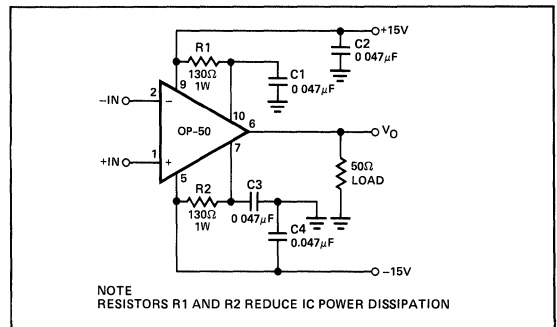 +15V
R1
130Ω
1W
C2
0 047µF
C1
0 047µF
9
−IN
2
−
10
6
OP-50
VO
7
+IN
1
+
5
50Ω
LOAD
R2
130Ω
1W
C3
0 047µF
C4
0.047µF
−15V
NOTE
RESISTORS R1 AND R2 REDUCE IC POWER DISSIPATION